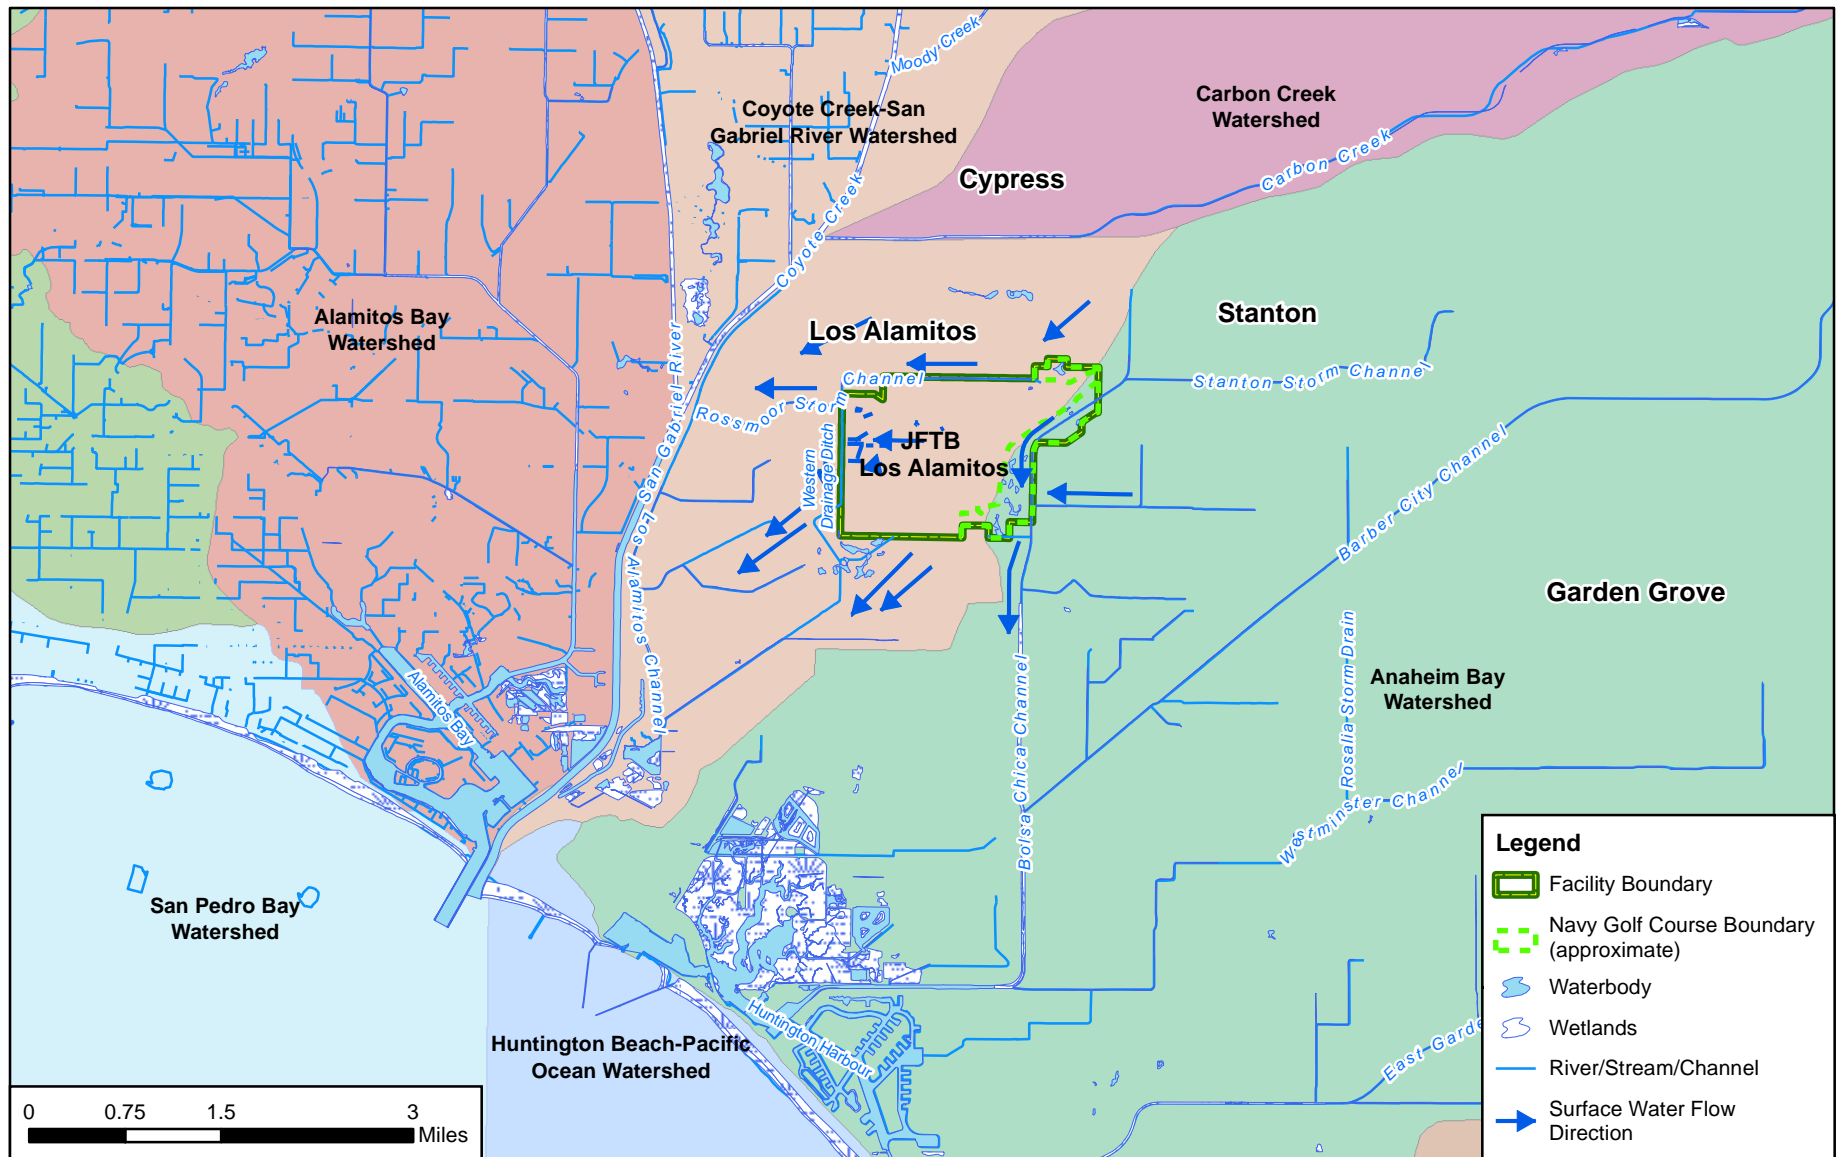 Moody Creek
Coyote Creek-San
Gabriel River Watershed
Carbon Creek
Watershed
Carbon Creek
Cypress
Coyote Creek
Alamitos Bay
Watershed
Los Alamitos
Stanton
Stanton Storm Channel
Rossmoor Storm Channel
Los Alamitos Channel
San Gabriel River
Western
Drainage Ditch
JFTB
Los Alamitos
Barber City Channel
Garden Grove
Anaheim Bay
Watershed
Rosalia Storm Drain
Westminster Channel
Bolsa Chica Channel
Alamitos Bay
San Pedro Bay
Watershed
Huntington Beach-Pacific
Ocean Watershed
Huntington Harbour
East Garde
Legend
Facility Boundary
Navy Golf Course Boundary
(approximate)
Waterbody
Wetlands
River/Stream/Channel
Surface Water Flow
Direction
0 0.75 1.5 3
Miles